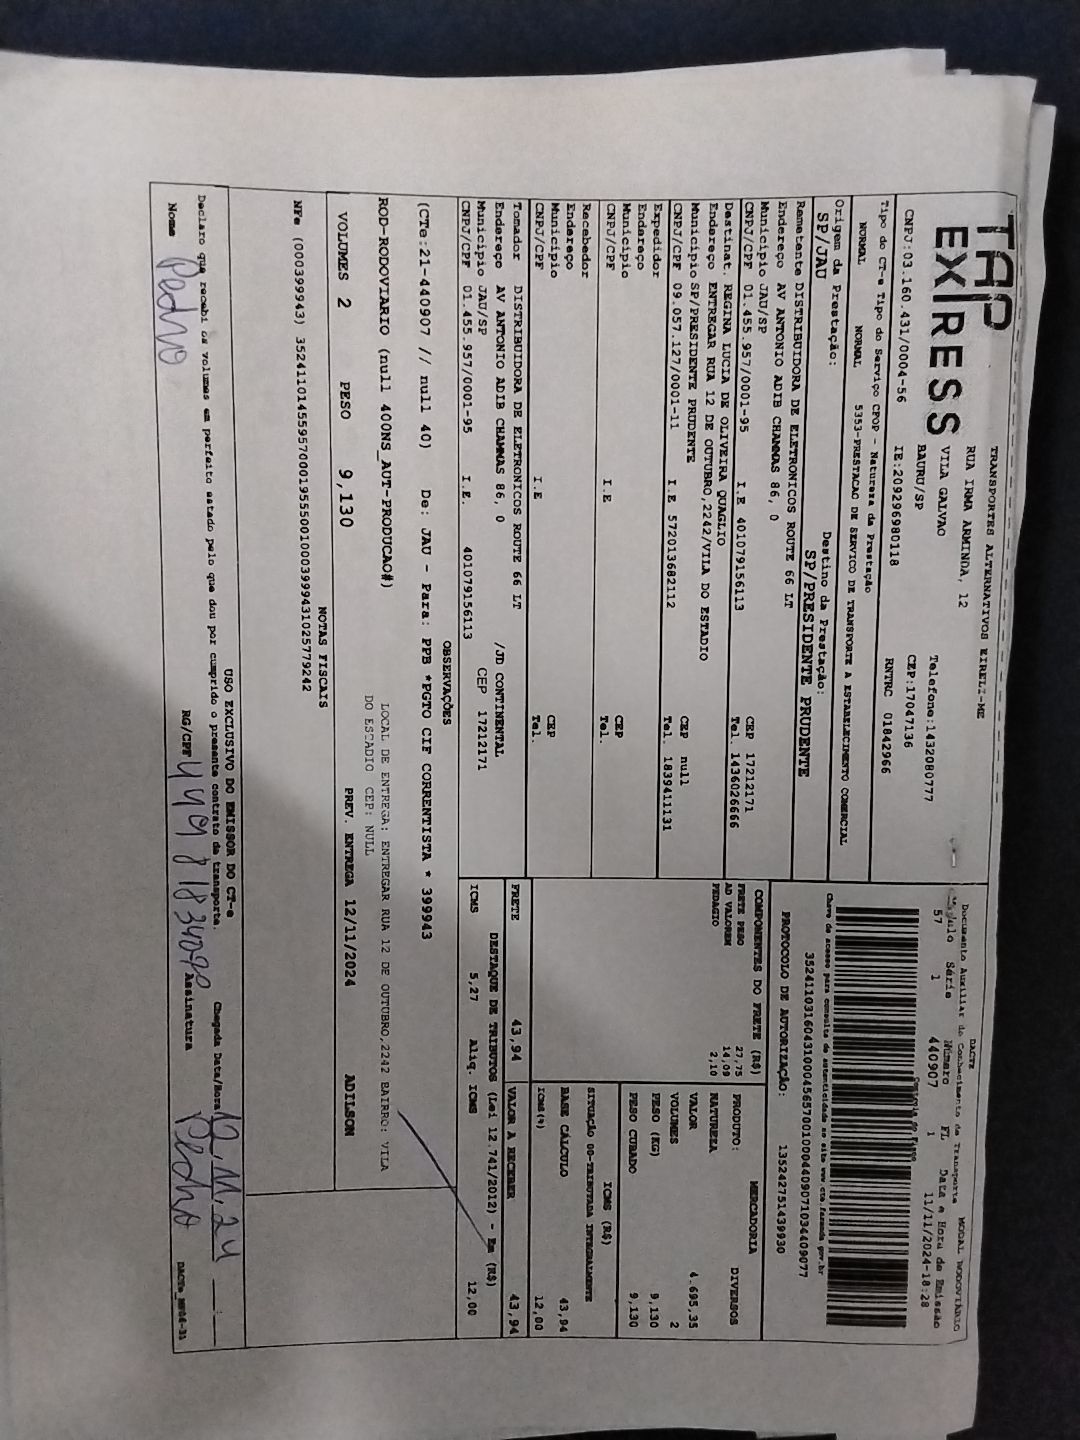 TAP
EXPRESS
TRANSPORTES ALTERNATIVOS EIRELI-ME
RUA IRMA ARMINDA, 12
VILA GALVAO
BAURU/SP
Telefone:1432080777
CEP:17047136
CNPJ:03.160.431/0004-56 IE:209296980118 RNTRC 01842966
DACTE
Documento Auxiliar do Conhecimento de Transporte MODAL RODOVIÁRIO
Modulo Série Número FL Data e Hora de Emissão
57 1 440907 1 11/11/2024-18:28
Controle do Fisco
Chave de acesso para consulta de autenticidade no site www.cte.fazenda.gov.br
35241103160431000456570010004409071034409077
PROTOCOLO DE AUTORIZAÇÃO: 135242751439930
Tipo do CT-e Tipo do Serviço CFOP - Natureza da Prestação
NORMAL NORMAL 5353-PRESTACAO DE SERVICO DE TRANSPORTE A ESTABELECIMENTO COMERCIAL
Origem da Prestação: Destino da Prestação:
SP/JAU SP/PRESIDENTE PRUDENTE
Remetente DISTRIBUIDORA DE ELETRONICOS ROUTE 66 LT
Endereço AV ANTONIO ADIB CHAMMAS 86, 0
Município JAU/SP CEP 17212171
CNPJ/CPF 01.455.957/0001-95 I.E 401079156113 Tel. 1436026666
Destinat. REGINA LUCIA DE OLIVEIRA QUAGLIO
Endereço ENTREGAR RUA 12 DE OUTUBRO,2242/VILA DO ESTADIO
Município SP/PRESIDENTE PRUDENTE CEP null
CNPJ/CPF 09.057.127/0001-11 I.E 572013682112 Tel. 1839411131
Expedidor
Endereço
Município CEP
CNPJ/CPF I.E Tel.
Recebedor
Endereço
Município CEP
CNPJ/CPF I.E Tel.
Tomador DISTRIBUIDORA DE ELETRONICOS ROUTE 66 LT
Endereço AV ANTONIO ADIB CHAMMAS 86, 0 /JD CONTINENTAL
Município JAU/SP CEP 17212171
CNPJ/CPF 01.455.957/0001-95 I.E. 401079156113
COMPONENTES DO FRETE (R$)
FRETE PESO 27,75
AD VALOREM 14,09
PEDAGIO 2,10
MERCADORIA
PRODUTO: DIVERSOS
NATUREZA
VALOR 4.695,35
VOLUMES 2
PESO (KG) 9,130
PESO CUBADO 9,130
ICMS (R$)
SITUAÇÃO 00-TRIBUTADA INTEGRALMENTE
BASE CÁLCULO 43,94
ICMS(%) 12,00
FRETE 43,94 VALOR A RECEBER 43,94
DESTAQUE DE TRIBUTOS (Lei 12.741/2012) - Em (R$)
ICMS 5,27 Aliq. ICMS 12,00
OBSERVAÇÕES
(CTe:21-440907 // null 40) De: JAU - Para: PPB *PGTO CIF CORRENTISTA * 399943
ROD-RODOVIARIO (null 400NS_AUT-PRODUCAO#)
LOCAL DE ENTREGA: ENTREGAR RUA 12 DE OUTUBRO,2242 BAIRRO: VILA
DO ESTADIO CEP: NULL
VOLUMES 2 PESO 9,130 PREV. ENTREGA 12/11/2024 ADILSON
NOTAS FISCAIS
NFe (000399943) 35241101455957000195550010003999431025779242
USO EXCLUSIVO DO EMISSOR DO CT-e
Declaro que recebi os volumes em perfeito estado pelo que dou por cumprido o presente contrato de transporte. Chegada Data/Hora 12.11.24
Nome Pedro RG/CPF Assinatura Pedro